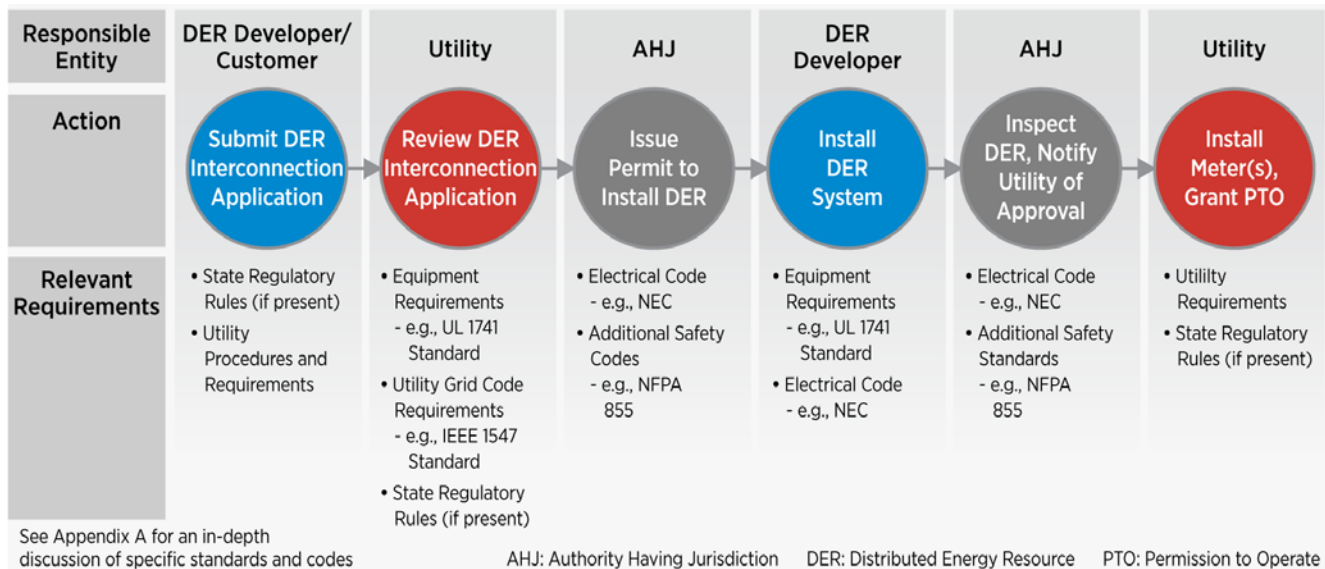 Responsible
Entity
DER Developer/
Customer
Utility
AHJ
DER
Developer
AHJ
Utility
Action
Submit DER
Interconnection
Application
Review DER
Interconnection
Application
Issue
Permit to
Install DER
Install
DER
System
Inspect
DER, Notify
Utility of
Approval
Install
Meter(s),
Grant PTO
Relevant
Requirements
• State Regulatory
Rules (if present)
• Utility
Procedures and
Requirements
• Equipment
Requirements
- e.g., UL 1741
Standard
• Utility Grid Code
Requirements
- e.g., IEEE 1547
Standard
• State Regulatory
Rules (if present)
• Electrical Code
- e.g., NEC
• Additional Safety
Codes
- e.g., NFPA
855
• Equipment
Requirements
- e.g., UL 1741
Standard
• Electrical Code
- e.g., NEC
• Electrical Code
- e.g., NEC
• Additional Safety
Standards
- e.g., NFPA
855
• Utililty
Requirements
• State Regulatory
Rules (if present)
See Appendix A for an in-depth
discussion of specific standards and codes
AHJ: Authority Having Jurisdiction DER: Distributed Energy Resource PTO: Permission to Operate